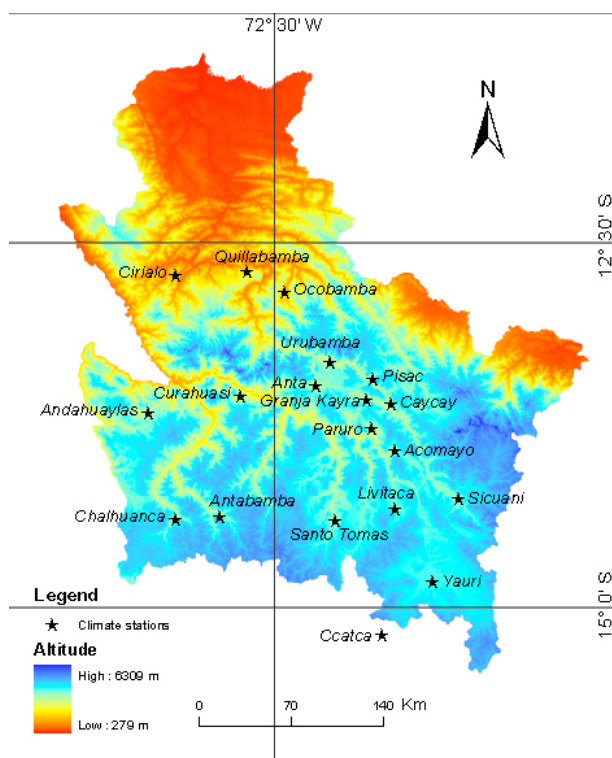 72° 30' W
N
12° 30' S
Quillabamba
Cirialo
Ocobamba
Urubamba
Pisac
Anta
Curahuasi
Granja Kayra
Caycay
Andahuaylas
Paruro
Acomayo
Livitaca
Sicuani
Antabamba
Chalhuanca
Santo Tomas
Yauri
Legend
15° 0' S
Climate stations
Ccatca
Altitude
High : 6309 m
Low : 279 m
0 70 140 Km